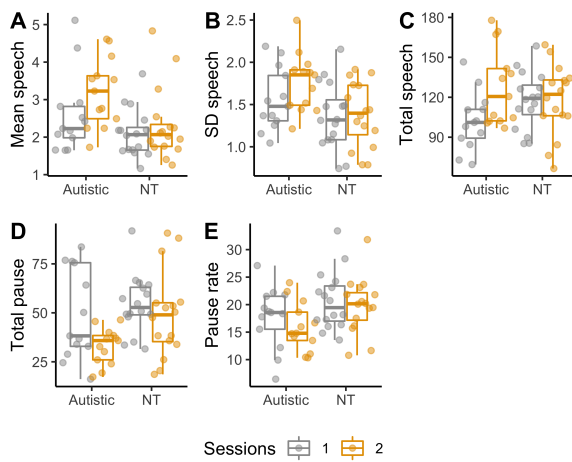 A
Mean speech
5
4
3
2
1
Autistic NT
B
SD speech
2.5
2.0
1.5
1.0
Autistic NT
C
Total speech
180
150
120
90
Autistic NT
D
Total pause
75
50
25
Autistic NT
E
Pause rate
30
25
20
15
10
Autistic NT
Sessions 1 2